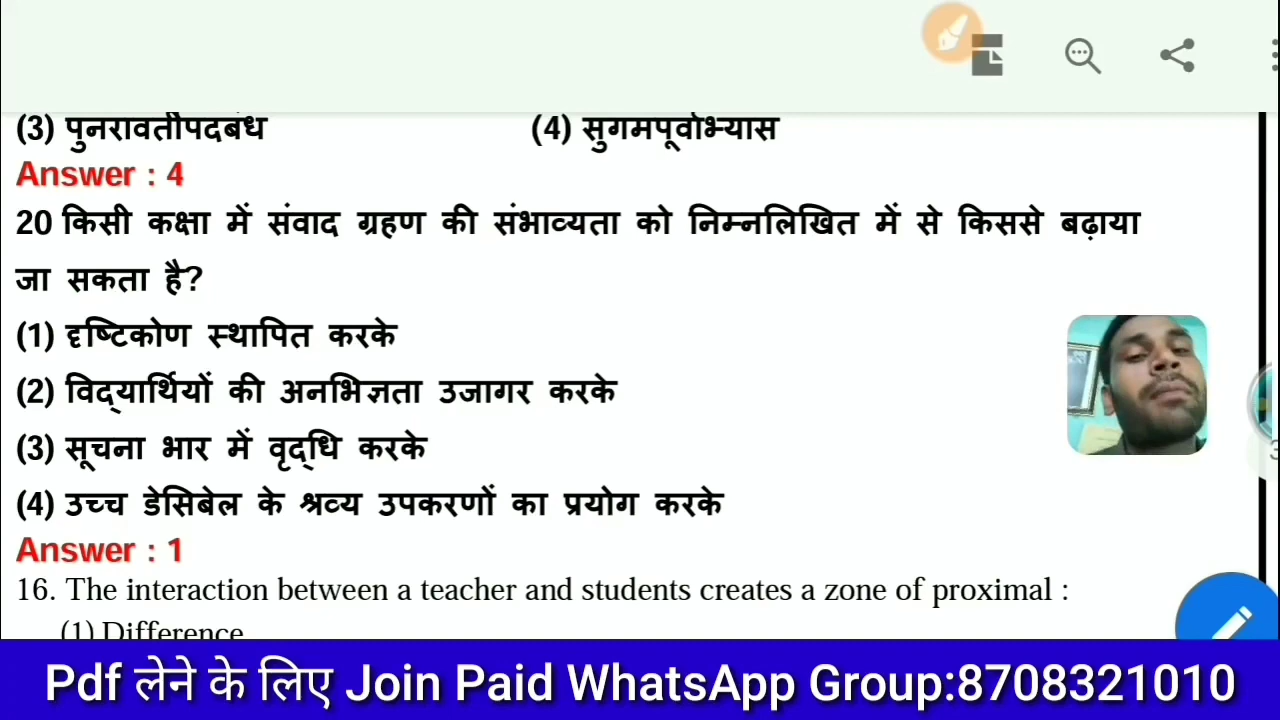 (3) पुनरावर्तीपदबंध (4) सुगमपूर्वाभ्यास
Answer : 4
20 किसी कक्षा में संवाद ग्रहण की संभाव्यता को निम्नलिखित में से किससे बढ़ाया
जा सकता है?
(1) दृष्टिकोण स्थापित करके
(2) विद्यार्थियों की अनभिज्ञता उजागर करके
(3) सूचना भार में वृद्धि करके
(4) उच्च डेसिबेल के श्रव्य उपकरणों का प्रयोग करके
Answer : 1
16. The interaction between a teacher and students creates a zone of proximal :
(1) Difference
Pdf लेने के लिए Join Paid WhatsApp Group:8708321010